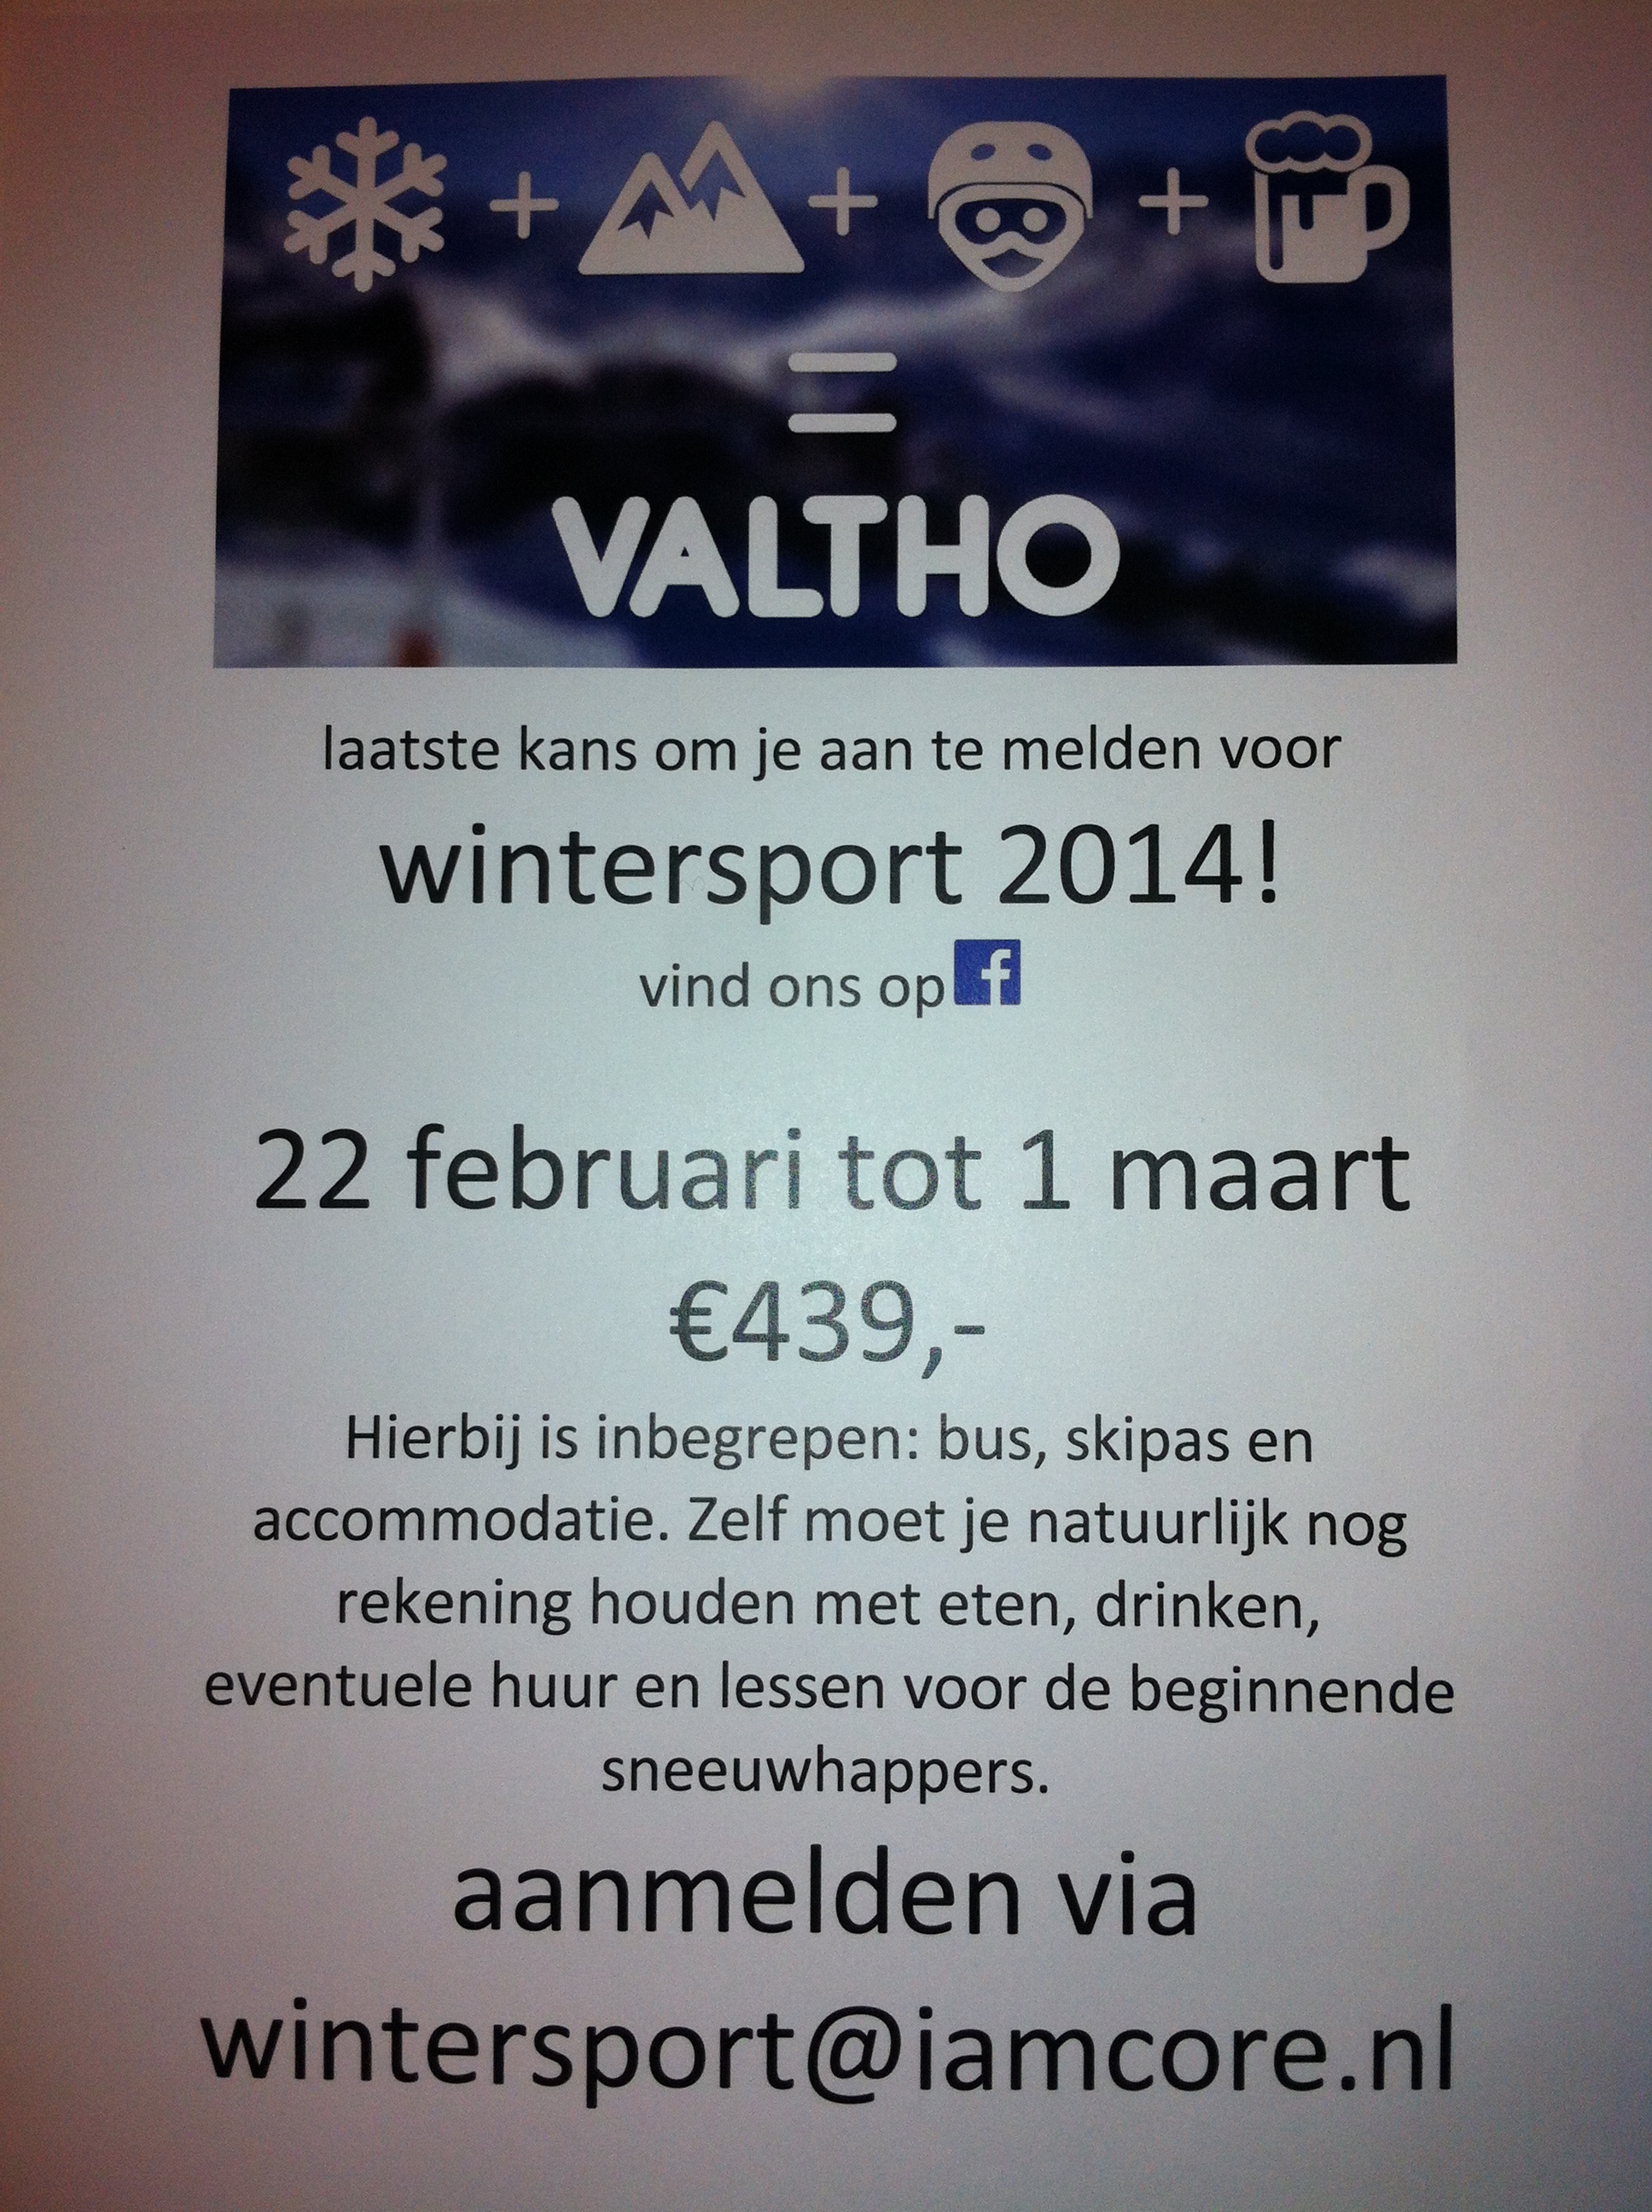 VALTHO
laatste kans om je aan te melden voor
wintersport 2014!
vind ons op f
22 februari tot 1 maart
€439,-
Hierbij is inbegrepen: bus, skipas en
accommodatie. Zelf moet je natuurlijk nog
rekening houden met eten, drinken,
eventuele huur en lessen voor de beginnende
sneeuwhappers.
aanmelden via
wintersport@iamcore.nl